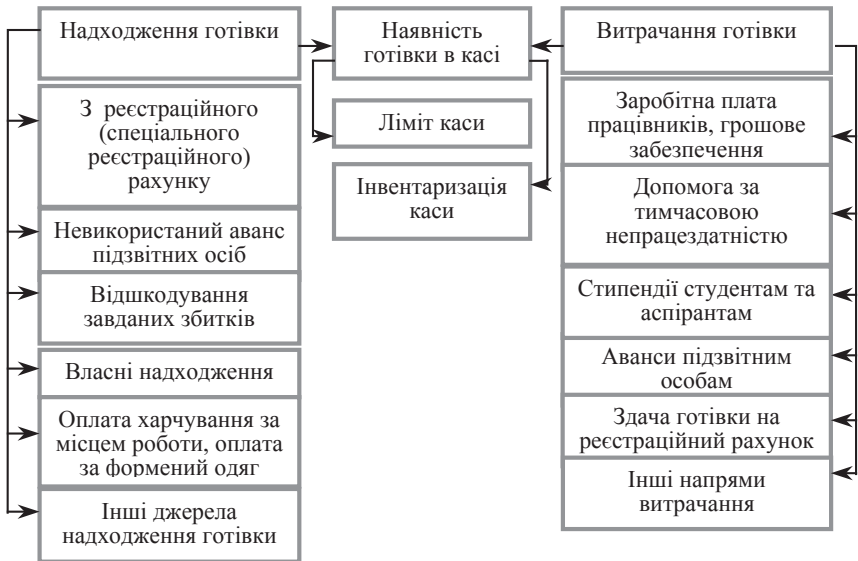 Надходження готівки
З реєстраційного
(спеціального
реєстраційного)
рахунку
Невикористаний аванс
підзвітних осіб
Відшкодування
завданих збитків
Власні надходження
Оплата харчування за
місцем роботи, оплата
за формений одяг
Інші джерела
надходження готівки
Наявність
готівки в касі
Ліміт каси
Інвентаризація
каси
Витрачання готівки
Заробітна плата
працівників, грошове
забезпечення
Допомога за
тимчасовою
непрацездатністю
Стипендії студентам та
аспірантам
Аванси підзвітним
особам
Здача готівки на
реєстраційний рахунок
Інші напрями
витрачання